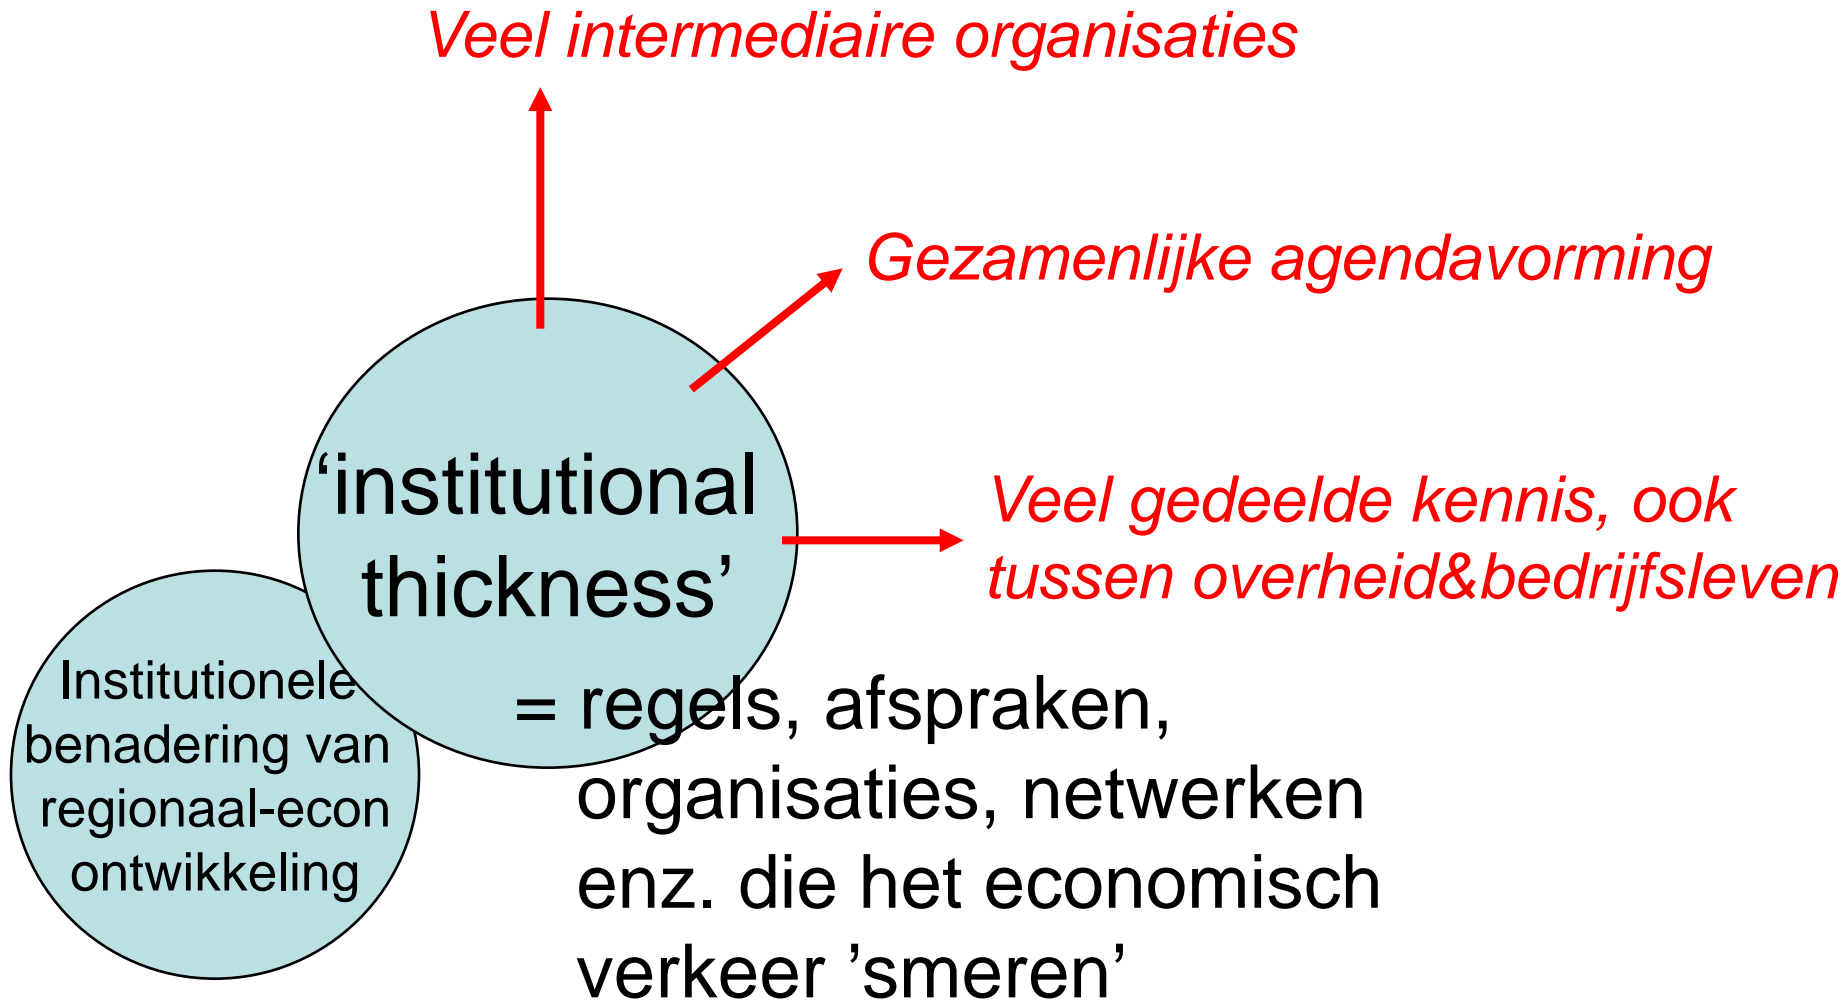 Veel intermediaire organisaties
Gezamenlijke agendavorming
‘institutional
thickness’
Veel gedeelde kennis, ook
tussen overheid&bedrijfsleven
Institutionele
benadering van
regionaal-econ
ontwikkeling
= regels, afspraken,
organisaties, netwerken
enz. die het economisch
verkeer ’smeren’